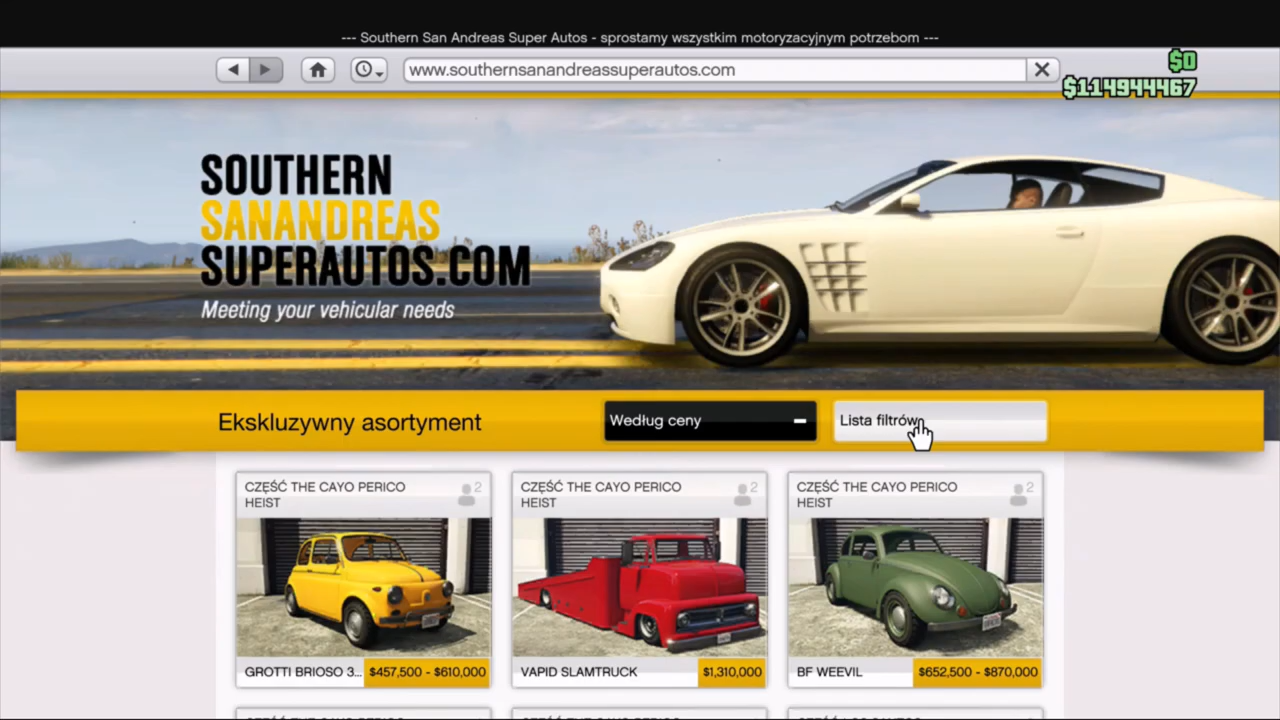 --- Southern San Andreas Super Autos - sprostamy wszystkim motoryzacyjnym potrzebom ---
www.southernsanandreassuperautos.com
$0
$114944467
SOUTHERN
SANANDREAS
SUPERAUTOS.COM
Meeting your vehicular needs
Ekskluzywny asortyment
Według ceny
Lista filtrów
CZĘŚĆ THE CAYO PERICO
HEIST
2
CZĘŚĆ THE CAYO PERICO
HEIST
2
CZĘŚĆ THE CAYO PERICO
HEIST
2
GROTTI BRIOSO 3... $457,500 - $610,000
VAPID SLAMTRUCK $1,310,000
BF WEEVIL $652,500 - $870,000